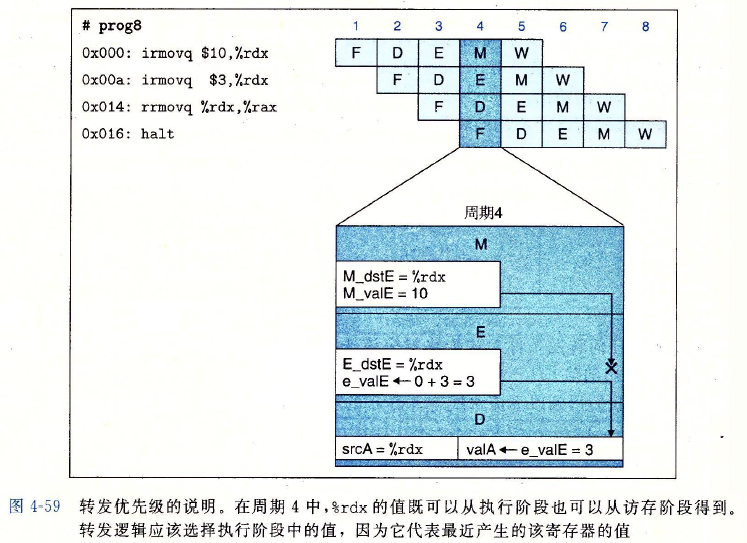 # prog8
1 2 3 4 5 6 7 8
0x000: irmovq $10,%rdx F D E M W
0x00a: irmovq $3,%rdx F D E M W
0x014: rrmovq %rdx,%rax F D E M W
0x016: halt F D E M W
周期4
M
M_dstE = %rdx
M_valE = 10
E
E_dstE = %rdx
e_valE ← 0 + 3 = 3
D
srcA = %rdx valA ← e_valE = 3
图 4-59 转发优先级的说明。在周期 4 中,%rdx 的值既可以从执行阶段也可以从访存阶段得到。
转发逻辑应该选择执行阶段中的值，因为它代表最近产生的该寄存器的值